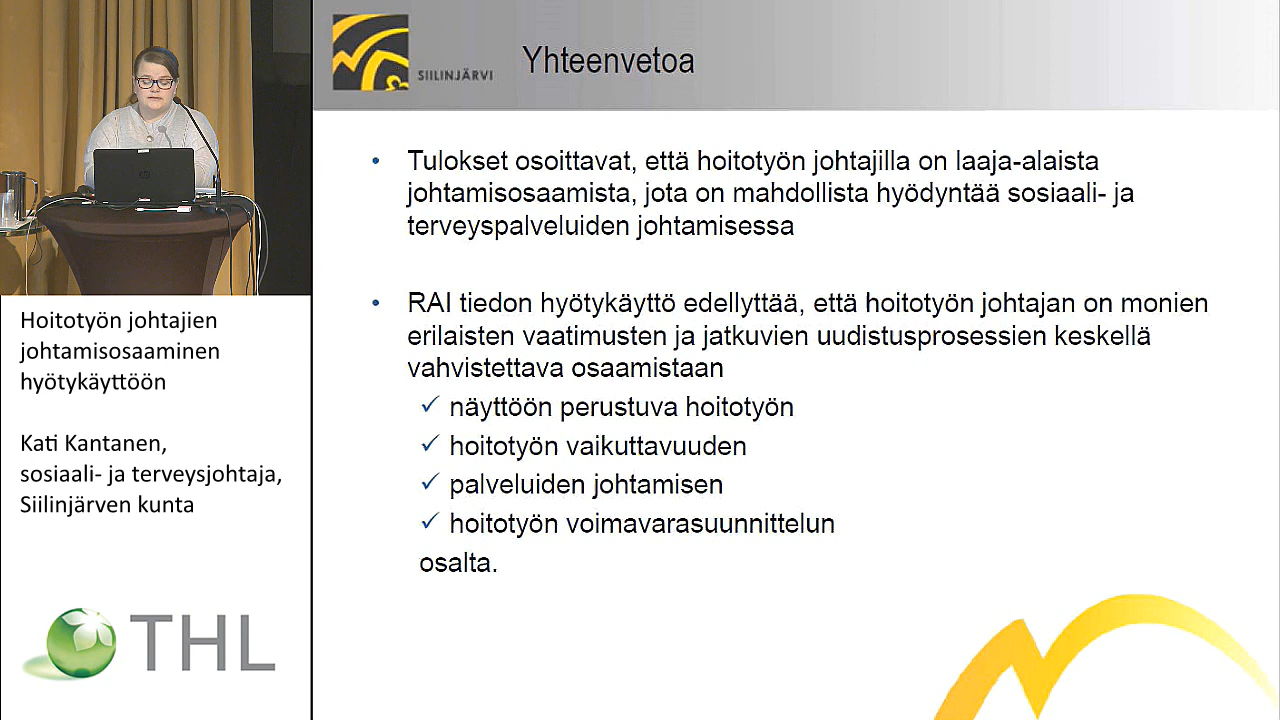 SIILINJÄRVI
Yhteenvetoa
Tulokset osoittavat, että hoitotyön johtajilla on laaja-alaista
johtamisosaamista, jota on mahdollista hyödyntää sosiaali- ja
terveyspalveluiden johtamisessa
RAI tiedon hyötykäyttö edellyttää, että hoitotyön johtajan on monien
erilaisten vaatimusten ja jatkuvien uudistusprosessien keskellä
vahvistettava osaamistaan
näyttöön perustuva hoitotyön
hoitotyön vaikuttavuuden
palveluiden johtamisen
hoitotyön voimavarasuunnittelun
osalta.
Hoitotyön johtajien
johtamisosaaminen
hyötykäyttöön
Kati Kantanen,
sosiaali- ja terveysjohtaja,
Siilinjärven kunta
THL